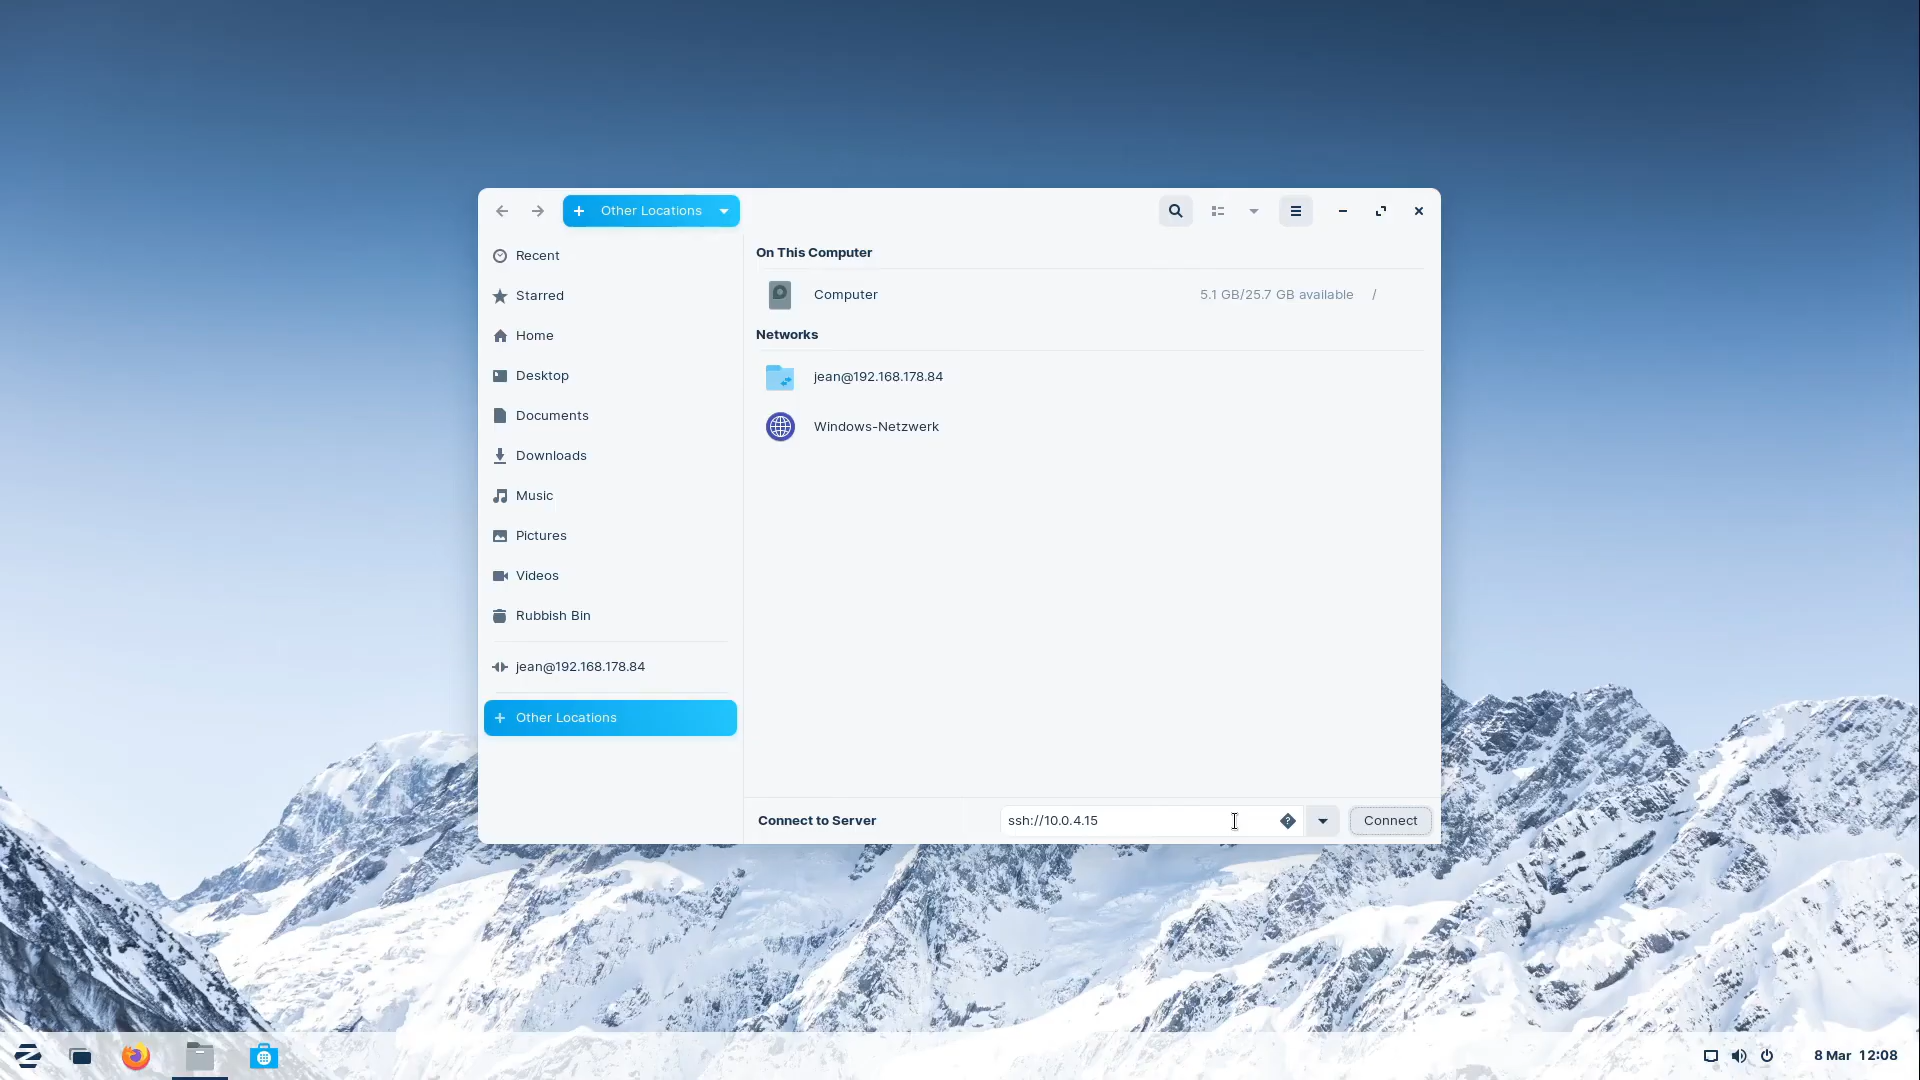 Other Locations
Recent
Starred
Home
Desktop
Documents
Downloads
Music
Pictures
Videos
Rubbish Bin
jean@192.168.178.84
Other Locations
On This Computer
Computer 5.1 GB/25.7 GB available /
Networks
jean@192.168.178.84
Windows-Netzwerk
Connect to Server ssh://10.0.4.15 Connect
8 Mar 12:08